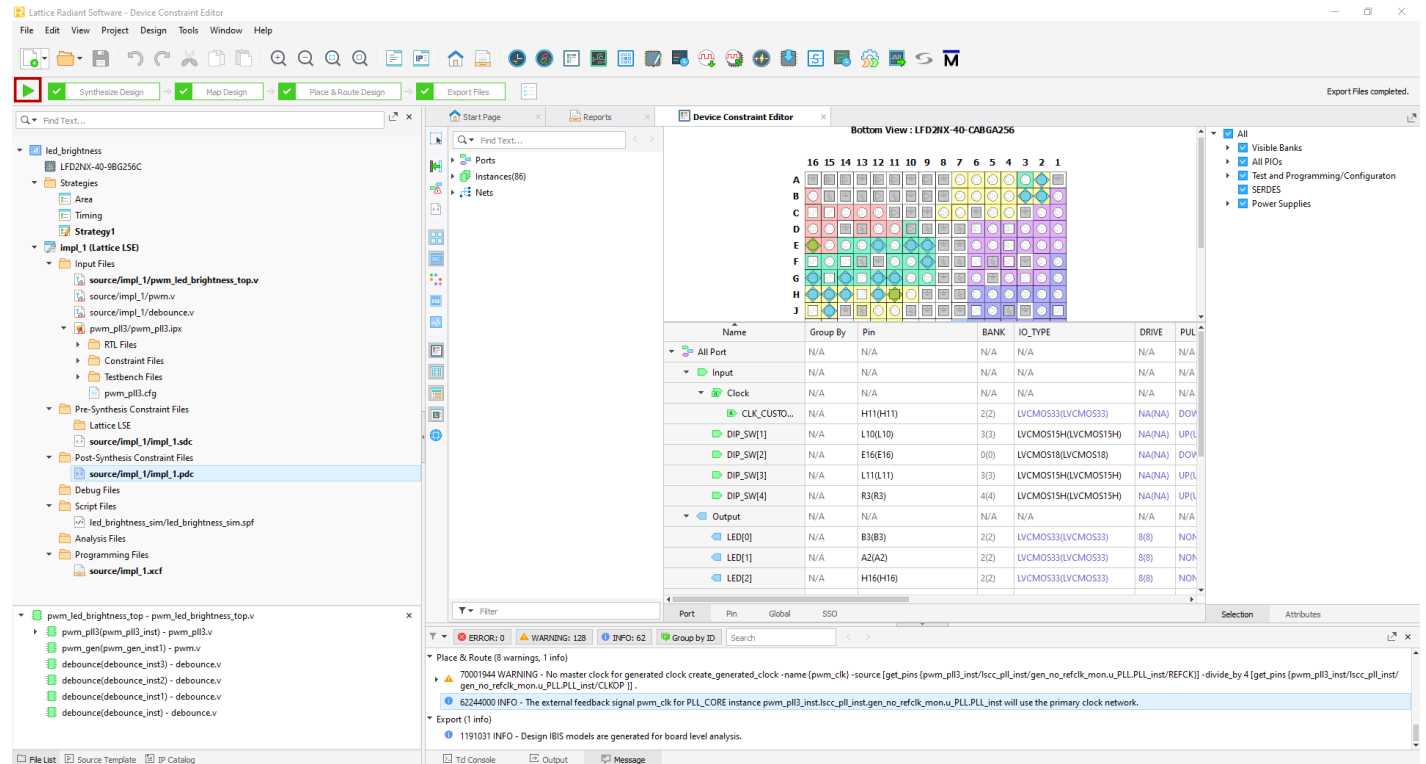 Lattice Radiant Software - Device Constraint Editor
File Edit View Project Design Tools Window Help
Synthesize Design
Map Design
Place & Route Design
Export Files
Export Files completed.
Find Text...
led_brightness
LFD2NX-40-9BG256C
Strategies
Area
Timing
Strategy1
impl_1 (Lattice LSE)
Input Files
source/impl_1/pwm_led_brightness_top.v
source/impl_1/pwm.v
source/impl_1/debounce.v
pwm_pll3/pwm_pll3.ipx
RTL Files
Constraint Files
Testbench Files
pwm_pll3.cfg
Pre-Synthesis Constraint Files
Lattice LSE
source/impl_1/impl_1.sdc
Post-Synthesis Constraint Files
source/impl_1/impl_1.pdc
Debug Files
Script Files
led_brightness_sim/led_brightness_sim.spf
Analysis Files
Programming Files
source/impl_1.xcf
pwm_led_brightness_top - pwm_led_brightness_top.v
pwm_pll3(pwm_pll3_inst) - pwm_pll3.v
pwm_gen(pwm_gen_inst1) - pwm.v
debounce(debounce_inst3) - debounce.v
debounce(debounce_inst2) - debounce.v
debounce(debounce_inst1) - debounce.v
debounce(debounce_inst) - debounce.v
File List Source Template IP Catalog
Start Page Reports Device Constraint Editor
Find Text...
Ports
Instances(86)
Nets
Filter
Bottom View : LFD2NX-40-CABGA256
16 15 14 13 12 11 10 9 8 7 6 5 4 3 2 1
A
B
C
D
E
F
G
H
J
Name Group By Pin BANK IO_TYPE DRIVE PUL
All Port N/A N/A N/A N/A N/A N/A
Input N/A N/A N/A N/A N/A N/A
Clock N/A N/A N/A N/A N/A N/A
CLK_CUSTO... N/A H11(H11) 2(2) LVCMOS33(LVCMOS33) NA(NA) DOW
DIP_SW[1] N/A L10(L10) 3(3) LVCMOS15H(LVCMOS15H) NA(NA) UP(U
DIP_SW[2] N/A E16(E16) 0(0) LVCMOS18(LVCMOS18) NA(NA) DOW
DIP_SW[3] N/A L11(L11) 3(3) LVCMOS15H(LVCMOS15H) NA(NA) UP(U
DIP_SW[4] N/A R3(R3) 4(4) LVCMOS15H(LVCMOS15H) NA(NA) UP(U
Output N/A N/A N/A N/A N/A N/A
LED[0] N/A B3(B3) 2(2) LVCMOS33(LVCMOS33) 8(8) NON
LED[1] N/A A2(A2) 2(2) LVCMOS33(LVCMOS33) 8(8) NON
LED[2] N/A H16(H16) 2(2) LVCMOS33(LVCMOS33) 8(8) NON
Port Pin Global SSO
All
Visible Banks
All PIOs
Test and Programming/Configuraton
SERDES
Power Supplies
Selection Attributes
ERROR: 0 WARNING: 128 INFO: 62 Group by ID Search
Place & Route (8 warnings, 1 info)
70001944 WARNING - No master clock for generated clock create_generated_clock -name {pwm_clk} -source [get_pins {pwm_pll3_inst/lscc_pll_inst/gen_no_refclk_mon.u_PLL.PLL_inst/REFCK}] -divide_by 4 [get_pins {pwm_pll3_inst/lscc_pll_inst/
gen_no_refclk_mon.u_PLL.PLL_inst/CLKOP }] .
62244000 INFO - The external feedback signal pwm_clk for PLL_CORE instance pwm_pll3_inst.lscc_pll_inst.gen_no_refclk_mon.u_PLL.PLL_inst will use the primary clock network.
Export (1 info)
1191031 INFO - Design IBIS models are generated for board level analysis.
Tcl Console Output Message